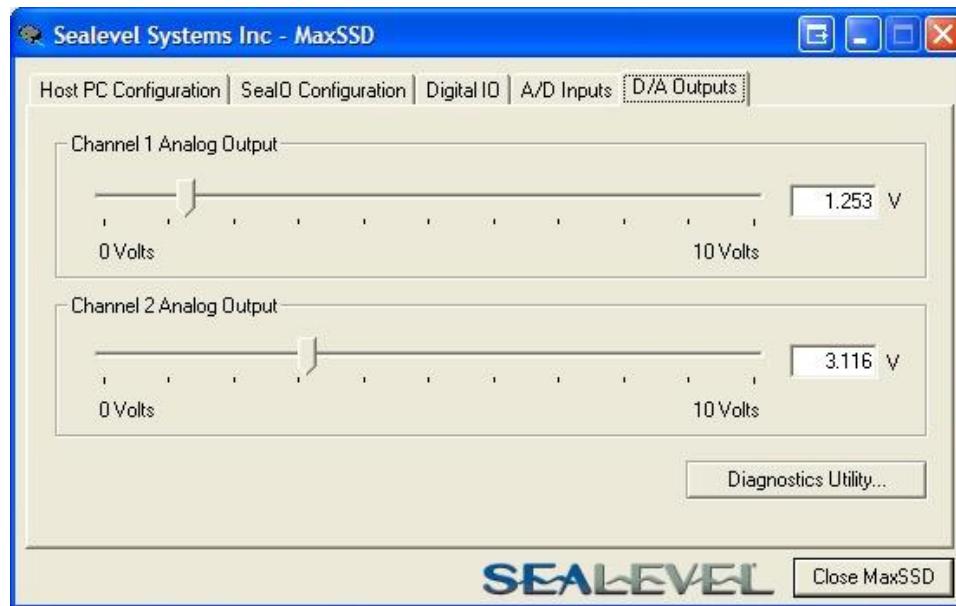 Sealevel Systems Inc - MaxSSD
Host PC Configuration SeaIO Configuration Digital IO A/D Inputs D/A Outputs
Channel 1 Analog Output
1.253 V
0 Volts 10 Volts
Channel 2 Analog Output
3.116 V
0 Volts 10 Volts
Diagnostics Utility...
SEALEVEL Close MaxSSD